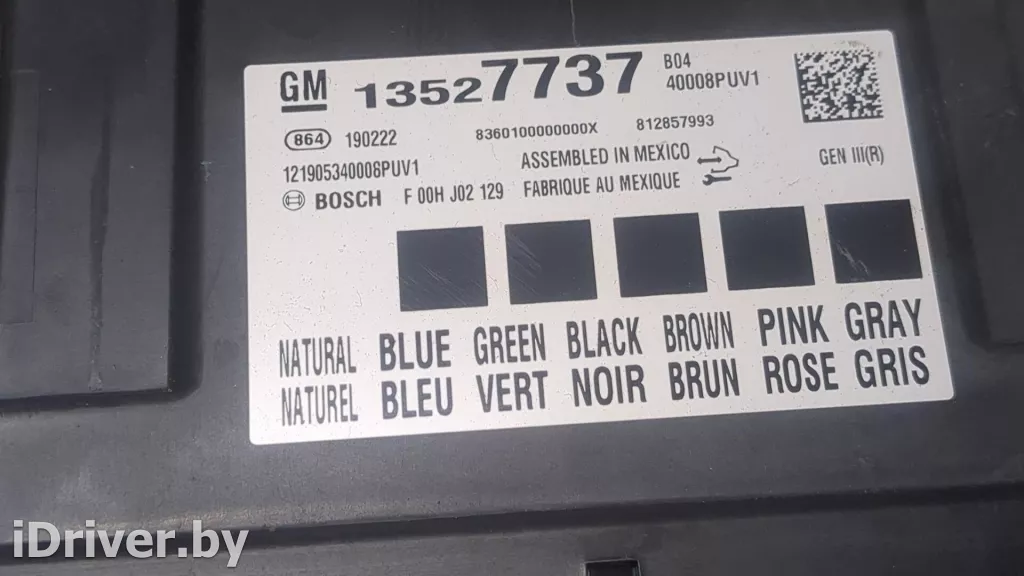 GM 13527737 B04
40008PUV1
864 190222 8360100000000X 812857993
121905340008PUV1 ASSEMBLED IN MEXICO GEN III(R)
BOSCH F 00H J02 129 FABRIQUE AU MEXIQUE
NATURAL BLUE GREEN BLACK BROWN PINK GRAY
NATUREL BLEU VERT NOIR BRUN ROSE GRIS
iDriver.by